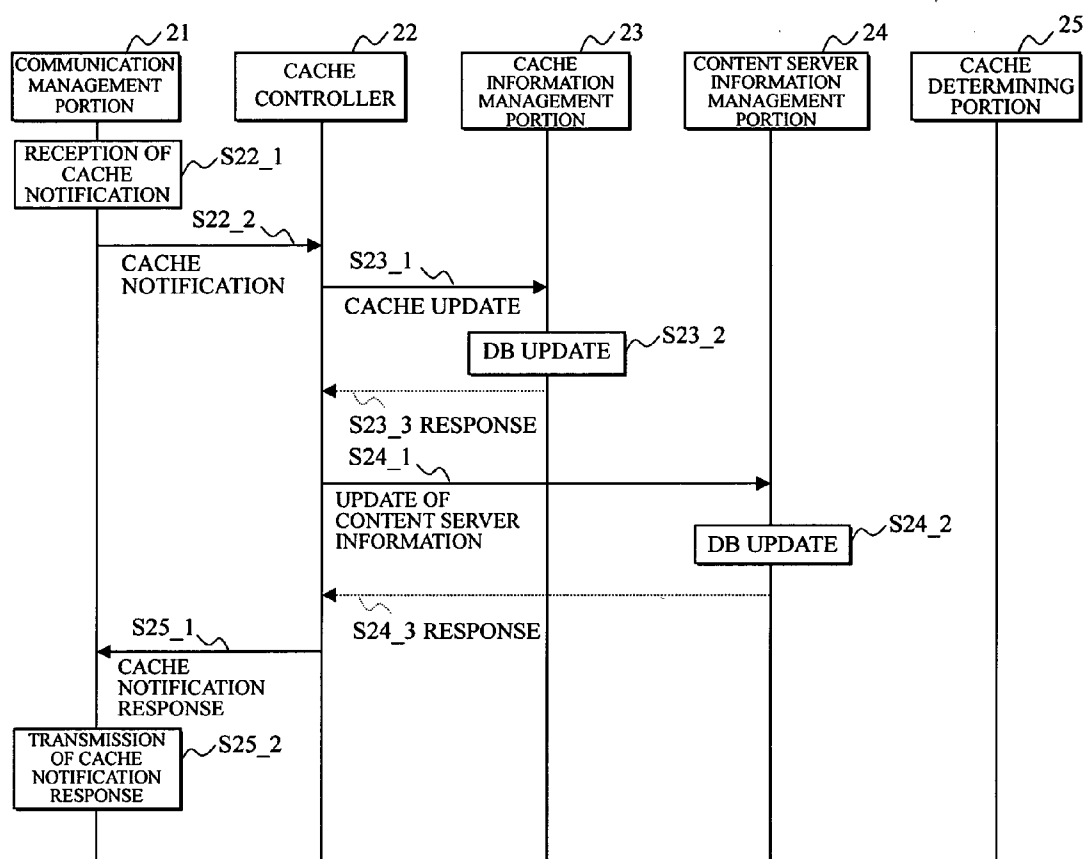 21
22
23
24
25
COMMUNICATION
MANAGEMENT
PORTION
CACHE
CONTROLLER
CACHE
INFORMATION
MANAGEMENT
PORTION
CONTENT SERVER
INFORMATION
MANAGEMENT
PORTION
CACHE
DETERMINING
PORTION
RECEPTION OF
CACHE
NOTIFICATION
S22_1
S22_2
CACHE
NOTIFICATION
S23_1
CACHE UPDATE
DB UPDATE
S23_2
S23_3 RESPONSE
S24_1
UPDATE OF
CONTENT SERVER
INFORMATION
DB UPDATE
S24_2
S24_3 RESPONSE
S25_1
CACHE
NOTIFICATION
RESPONSE
TRANSMISSION
OF CACHE
NOTIFICATION
RESPONSE
S25_2